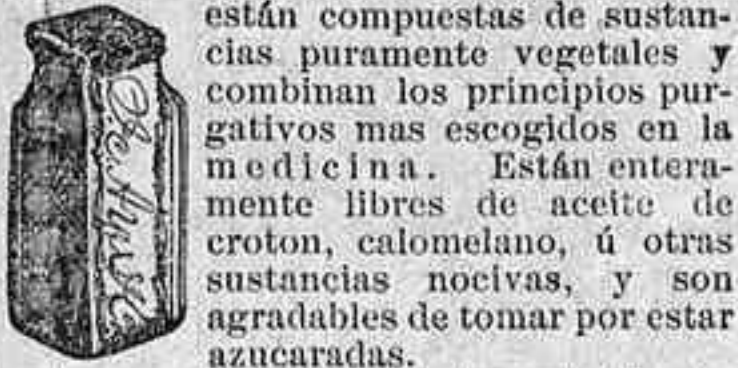 están compuestas de sustan-
cias puramente vegetales y
combinan los principios pur-
gativos mas escogidos en la
medicina. Están entera-
mente libres de aceite de
croton, calomelano, ú otras
sustancias nocivas, y son
agradables de tomar por estar
azucaradas.